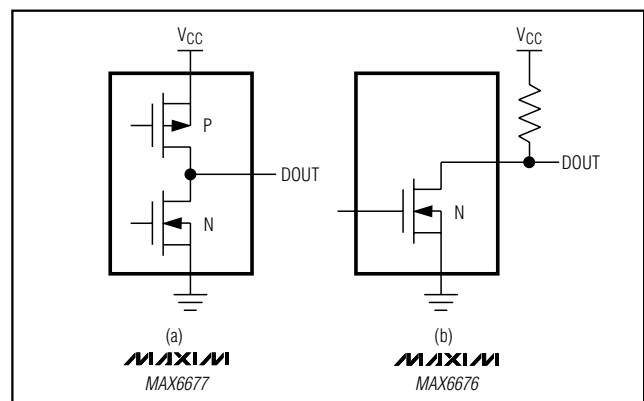 VCC
P
DOUT
N
(a)
MAXIM
MAX6677
VCC
DOUT
N
(b)
MAXIM
MAX6676